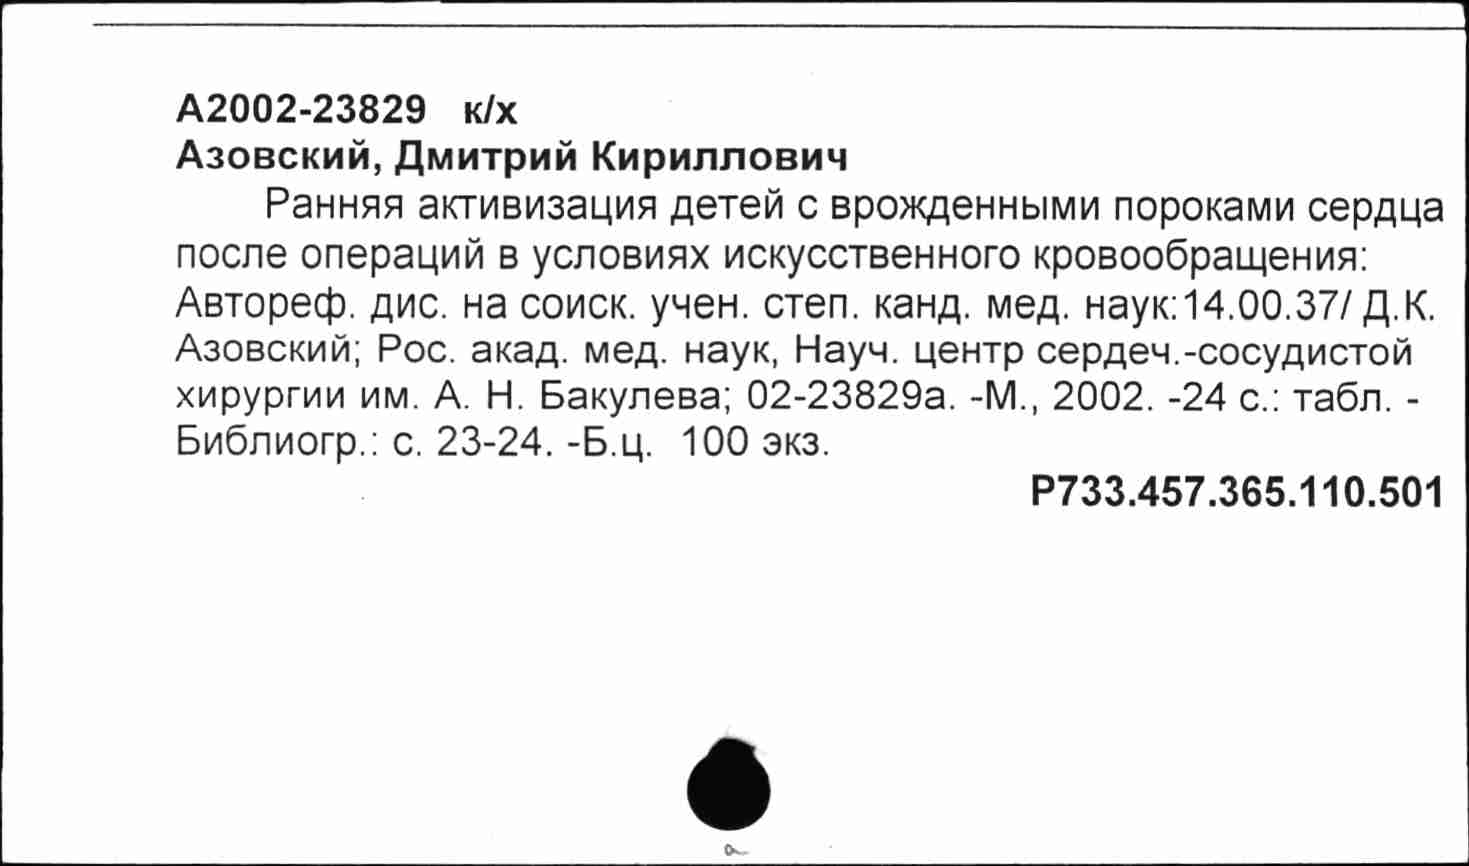 А2002-23829 к/х
Азовский, Дмитрий Кириллович
Ранняя активизация детей с врожденными пороками сердца
после операций в условиях искусственного кровообращения:
Автореф. дис. на соиск. учен. степ. канд. мед. наук:14.00.37/ Д.К.
Азовский; Рос. акад. мед. наук, Науч. центр сердеч.-сосудистой
хирургии им. А. Н. Бакулева; 02-23829а. -М., 2002. -24 с.: табл. -
Библиогр.: с. 23-24. -Б.ц. 100 экз.
Р733.457.365.110.501